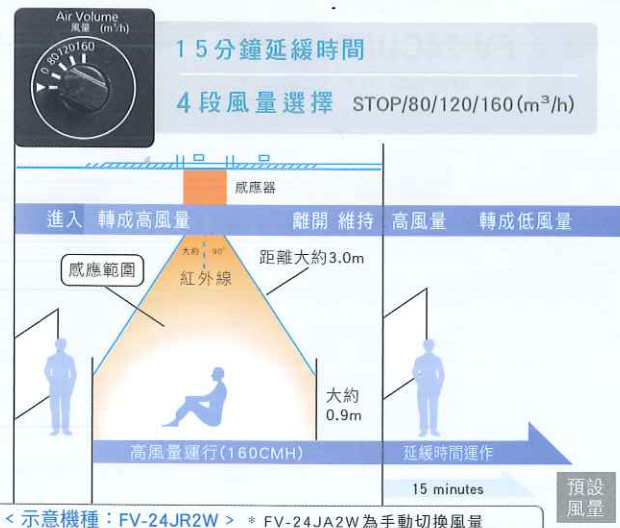 Air Volume
風量 (m³/h)
0 80 120 160
15分鐘延緩時間
4段風量選擇 STOP/80/120/160(m³/h)
感應器
進入 轉成高風量 離開 維持 高風量 轉成低風量
大約 90°
距離大約3.0m
感應範圍
紅外線
大約
0.9m
高風量運行(160CMH) 延緩時間運作
15 minutes
預設
風量
< 示意機種：FV-24JR2W > * FV-24JA2W為手動切換風量